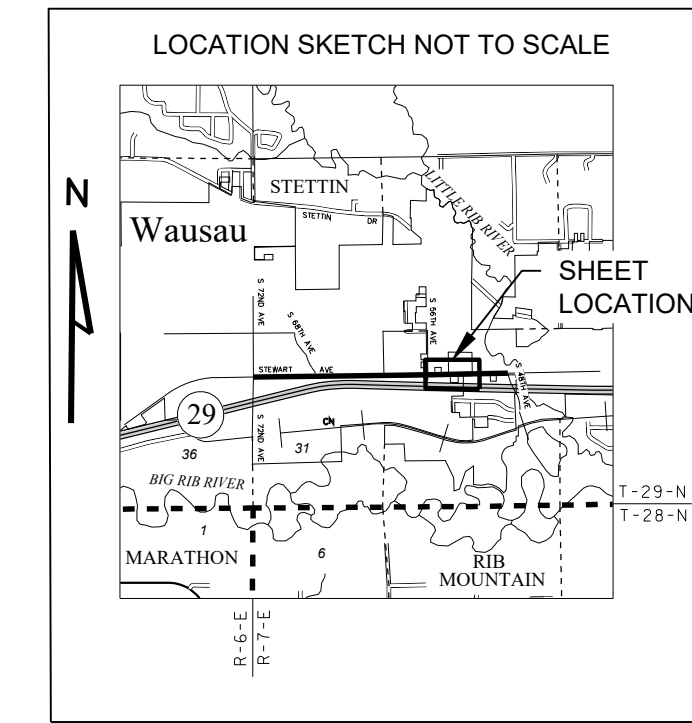 LOCATION SKETCH NOT TO SCALE
N
STETTIN
STETTIN DR
Wausau
LITTLE RIB RIVER
SHEET
LOCATION
S 72ND AVE
S 68TH AVE
S 56TH AVE
S 48TH AVE
STEWART AVE
29
S 72ND AVE
CN
36
31
BIG RIB RIVER
T-29-N
T-28-N
1
6
MARATHON
RIB
MOUNTAIN
R-6-E
R-7-E